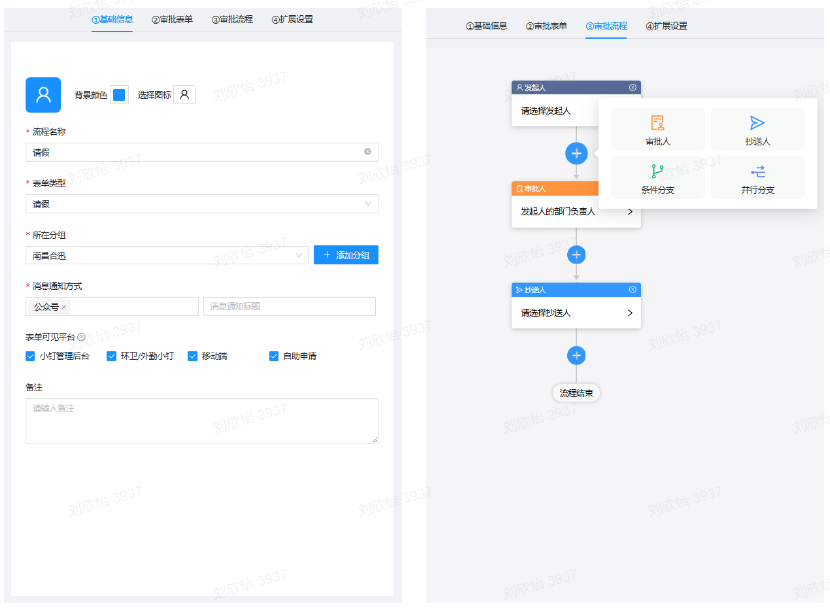 ①基础信息 ②审批表单 ③审批流程 ④扩展设置
背景颜色 选择图标
* 流程名称
请假
* 表单类型
请假
* 所在分组
南昌合迅 + 添加分组
* 消息通知方式
公众号 × 消息通知标题
表单可见平台
小钉管理后台 环卫/外勤小钉 移动端 自助申请
备注
请输入备注
①基础信息 ②审批表单 ③审批流程 ④扩展设置
发起人
请选择发起人
审批人 抄送人
条件分支 并行分支
审批人
发起人的部门负责人
抄送人
请选择抄送人
流程结束
刘欣怡 3937